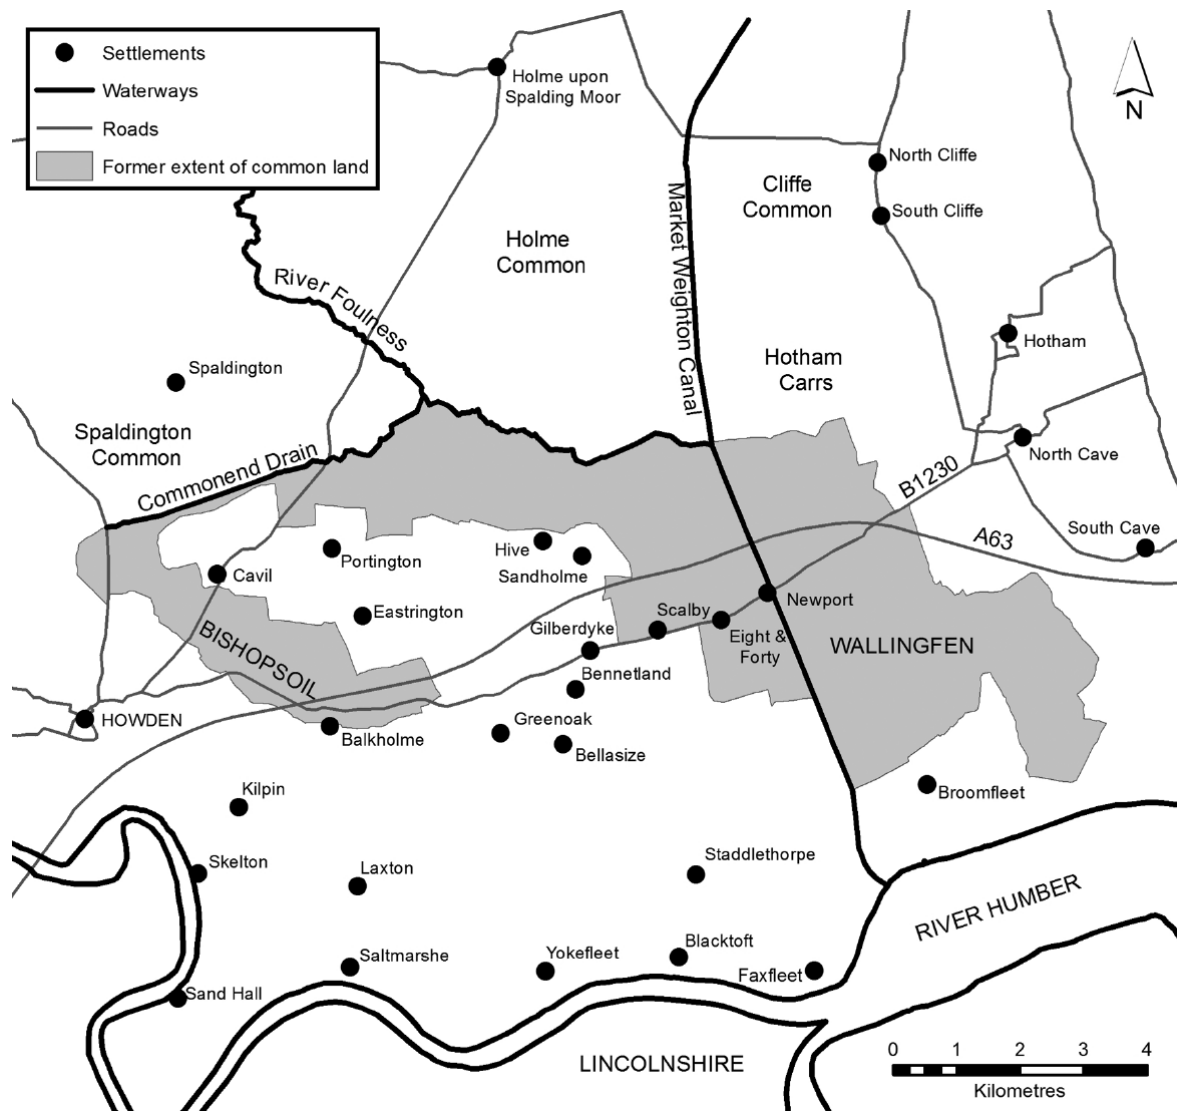 Settlements
Waterways
Roads
Former extent of common land
Holme upon
Spalding Moor
N
North Cliffe
South Cliffe
Cliffe
Common
Market Weighton Canal
Holme
Common
River Foulness
Hotham
Hotham
Carrs
Spaldington
Spaldington
Common
Commonend Drain
North Cave
B1230
South Cave
A63
Hive
Sandholme
Portington
Cavil
Eastrington
Newport
Scalby
Gilberdyke
Eight &
Forty
WALLINGFEN
BISHOPSOIL
Bennetland
HOWDEN
Greenoak
Balkholme
Bellasize
Kilpin
Broomfleet
Skelton
Laxton
Staddlethorpe
RIVER HUMBER
Saltmarshe
Yokefleet
Blacktoft
Faxfleet
Sand Hall
LINCOLNSHIRE
0 1 2 3 4
Kilometres